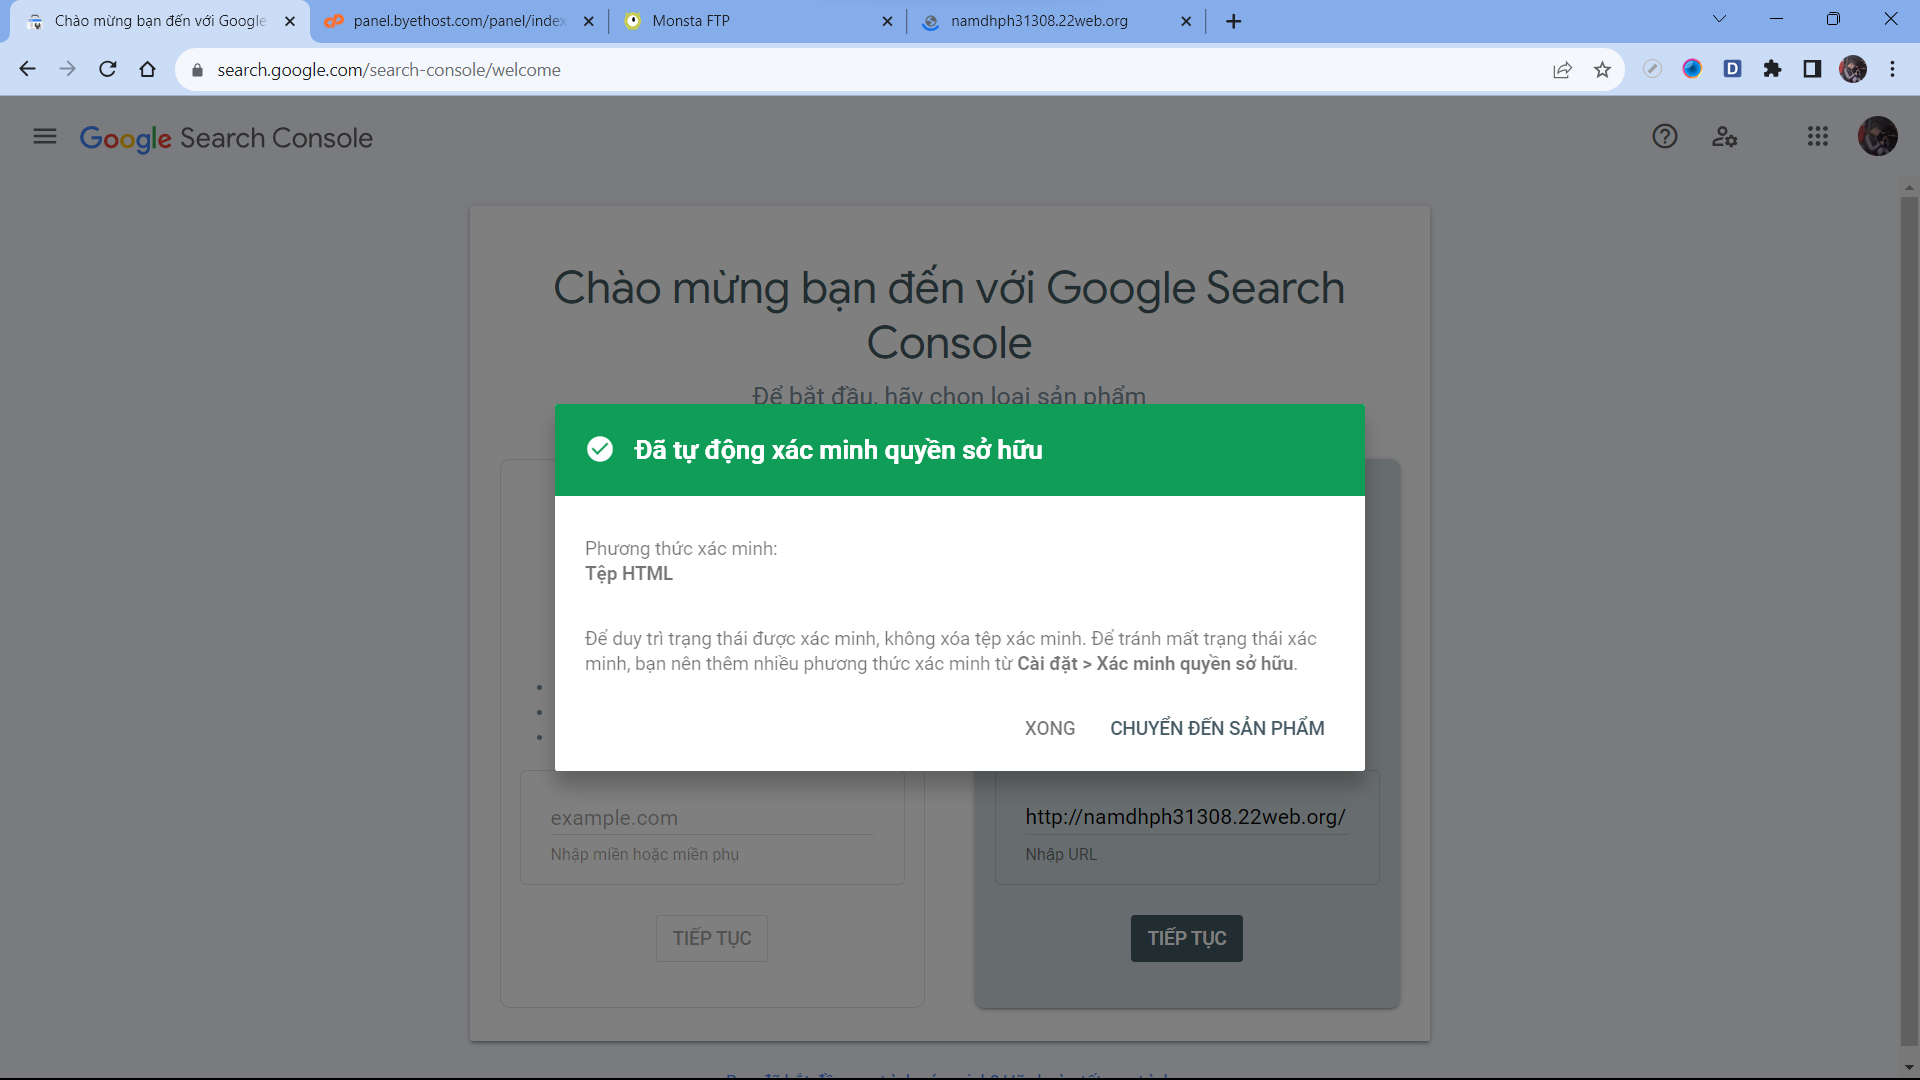 Chào mừng bạn đến với Google
panel.byethost.com/panel/index
Monsta FTP
namdhph31308.22web.org
search.google.com/search-console/welcome
D
Google Search Console
Chào mừng bạn đến với Google Search
Console
Để bắt đầu, hãy chọn loại sản phẩm
Đã tự động xác minh quyền sở hữu
Phương thức xác minh:
Tệp HTML
Để duy trì trạng thái được xác minh, không xóa tệp xác minh. Để tránh mất trạng thái xác
minh, bạn nên thêm nhiều phương thức xác minh từ Cài đặt > Xác minh quyền sở hữu.
XONG
CHUYỂN ĐẾN SẢN PHẨM
example.com
Nhập miền hoặc miền phụ
TIẾP TỤC
http://namdhph31308.22web.org/
Nhập URL
TIẾP TỤC